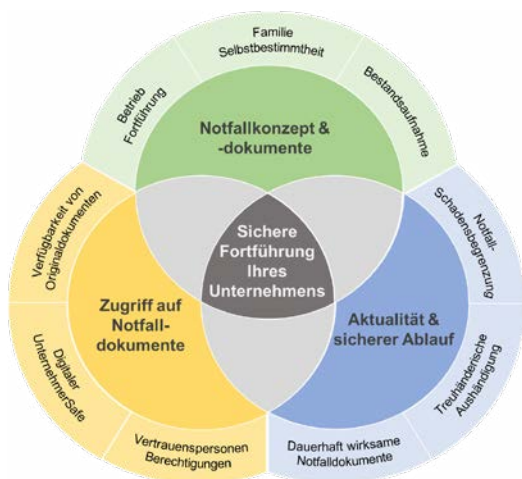 Familie
Selbstbestimmtheit
Betrieb
Fortführung
Bestandsaufnahme
Notfallkonzept &
-dokumente
Verfügbarkeit von
Originaldokumenten
Notfall-
Schadensbegrenzung
Sichere
Fortführung
Ihres
Unternehmens
Zugriff auf
Notfall-
dokumente
Aktualität &
sicherer Ablauf
Digitaler
UnternehmerSafe
Treuhänderische
Aushändigung
Vertrauenspersonen
Berechtigungen
Dauerhaft wirksame
Notfalldokumente